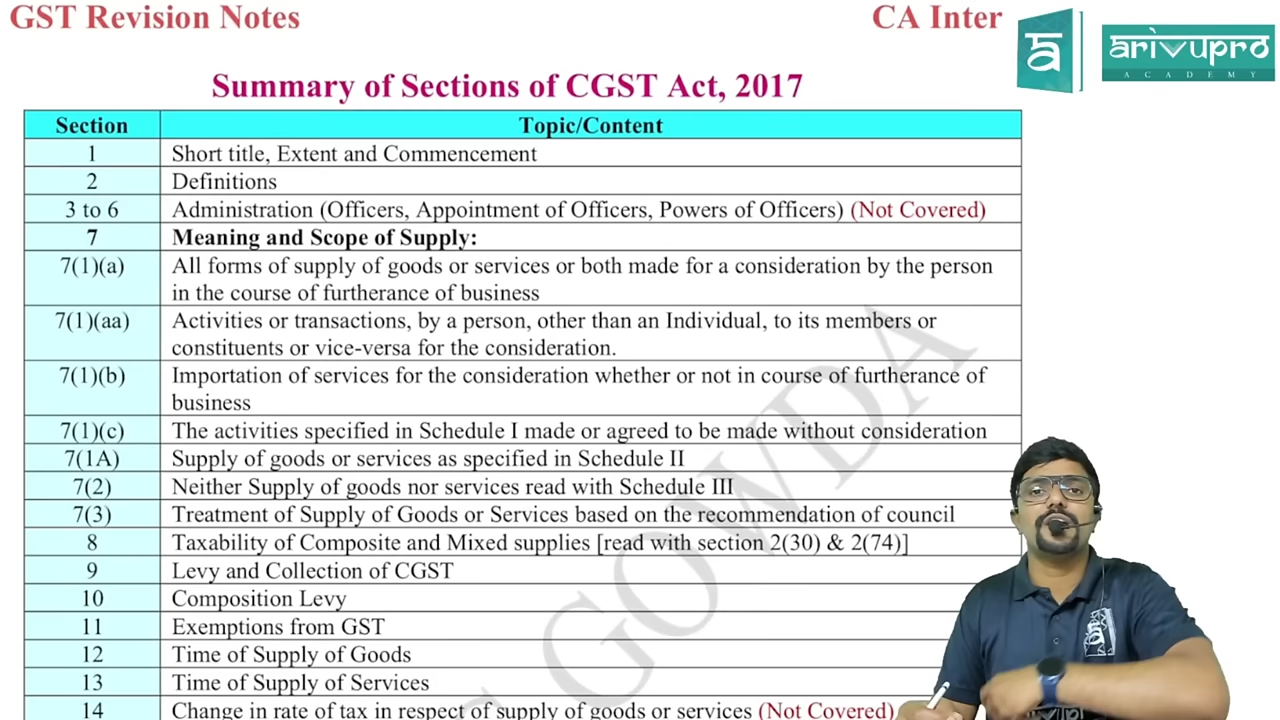 GST Revision Notes
CA Inter
ā
arivupro
ACADEMY
Summary of Sections of CGST Act, 2017
Section Topic/Content
1 Short title, Extent and Commencement
2 Definitions
3 to 6 Administration (Officers, Appointment of Officers, Powers of Officers) (Not Covered)
7 Meaning and Scope of Supply:
7(1)(a) All forms of supply of goods or services or both made for a consideration by the person
in the course of furtherance of business
7(1)(aa) Activities or transactions, by a person, other than an Individual, to its members or
constituents or vice-versa for the consideration.
7(1)(b) Importation of services for the consideration whether or not in course of furtherance of
business
7(1)(c) The activities specified in Schedule I made or agreed to be made without consideration
7(1A) Supply of goods or services as specified in Schedule II
7(2) Neither Supply of goods nor services read with Schedule III
7(3) Treatment of Supply of Goods or Services based on the recommendation of council
8 Taxability of Composite and Mixed supplies [read with section 2(30) & 2(74)]
9 Levy and Collection of CGST
10 Composition Levy
11 Exemptions from GST
12 Time of Supply of Goods
13 Time of Supply of Services
14 Change in rate of tax in respect of supply of goods or services (Not Covered)
GOWDA